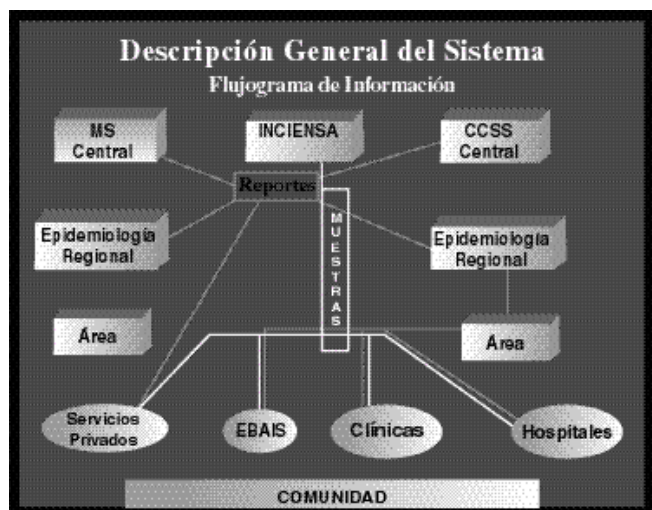 Descripción General del Sistema
Flujograma de Información
MS
Central
INCIENSA
CCSS
Central
Reportes
Epidemiología
Regional
MUESTRAS
Epidemiología
Regional
Área
Área
Servicios
Privados
EBAIS
Clínicas
Hospitales
COMUNIDAD